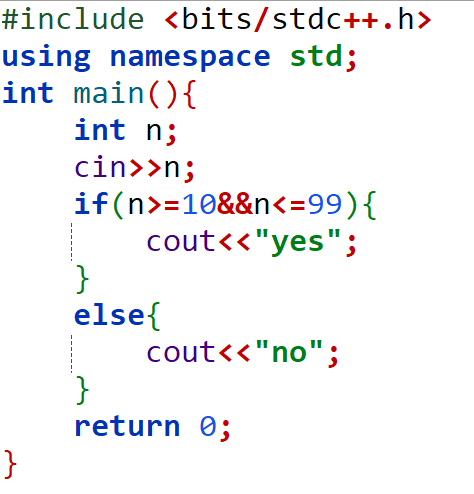 #include <bits/stdc++.h>
using namespace std;
int main(){
    int n;
    cin>>n;
    if(n>=10&&n<=99){
        cout<<"yes";
    }
    else{
        cout<<"no";
    }
    return 0;
}